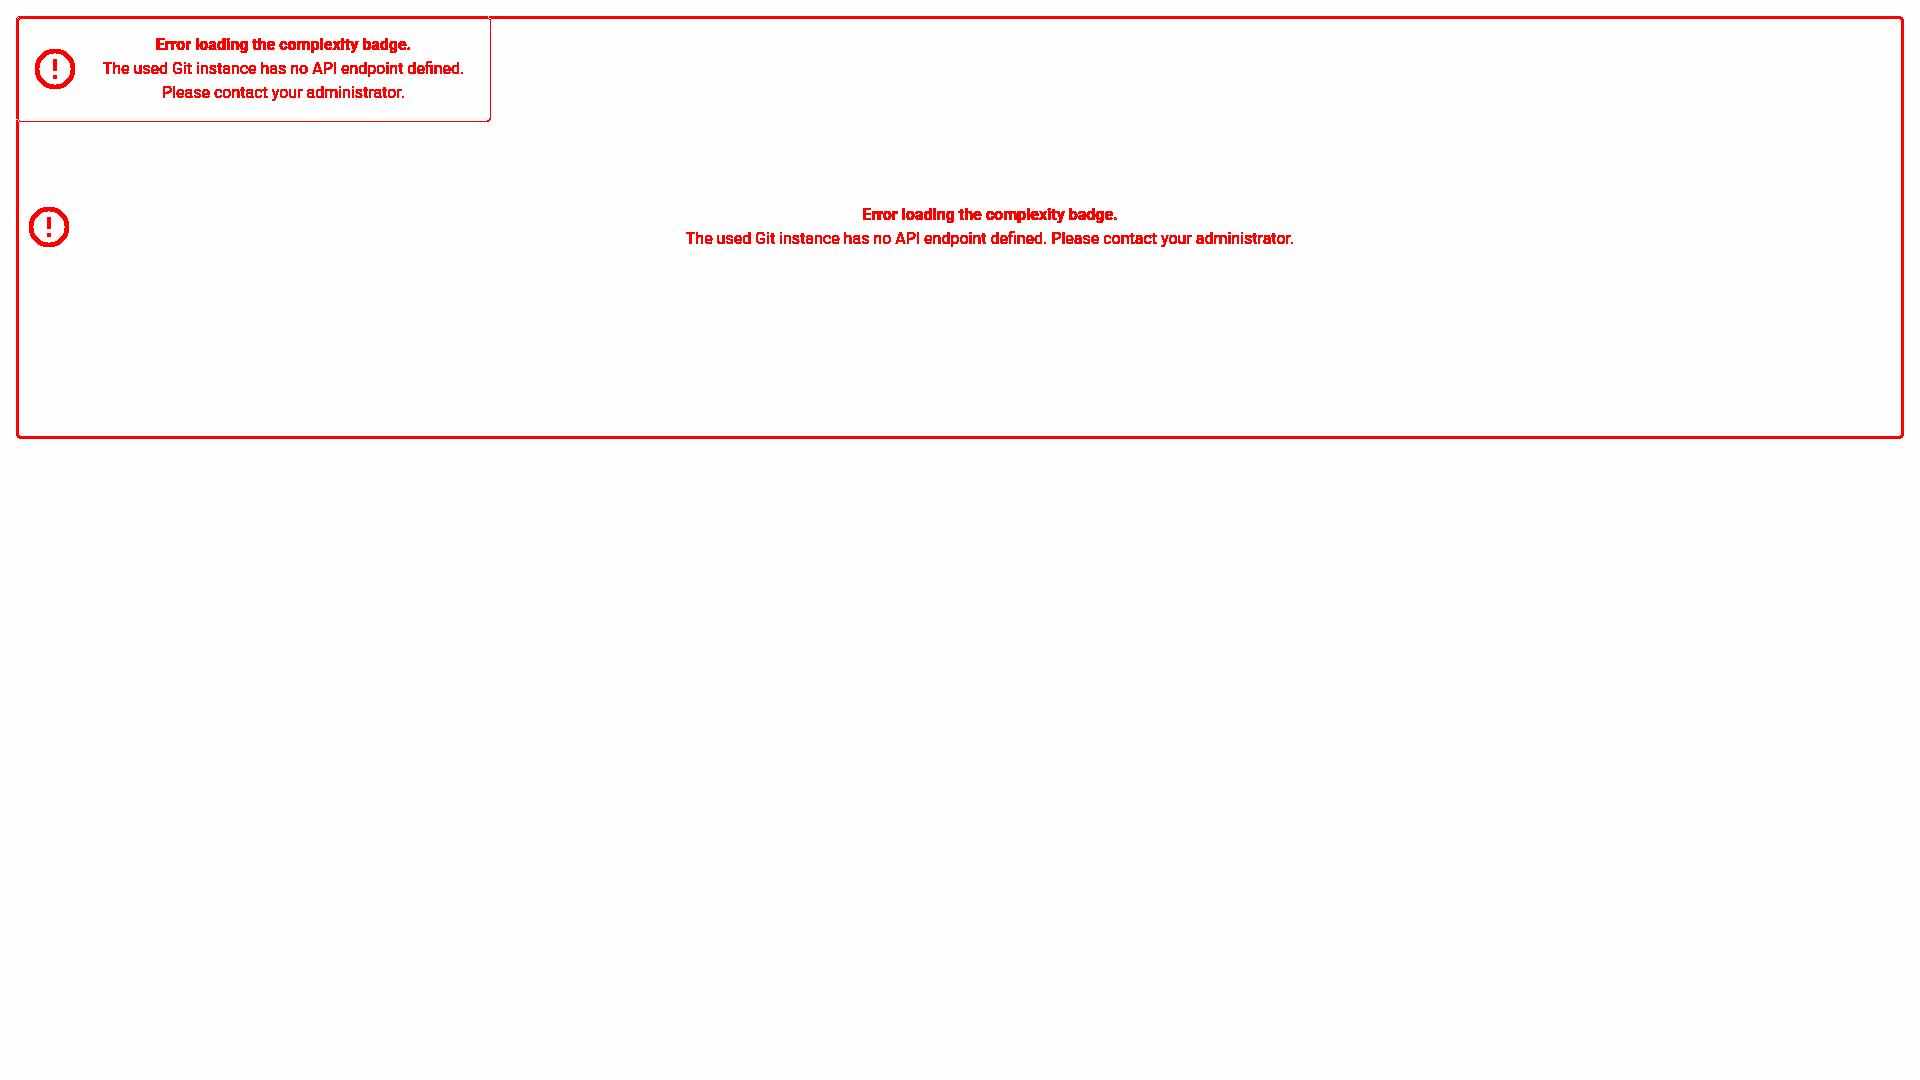 Error loading the complexity badge.
The used Git instance has no API endpoint defined.
Please contact your administrator.
Error loading the complexity badge.
The used Git instance has no API endpoint defined. Please contact your administrator.